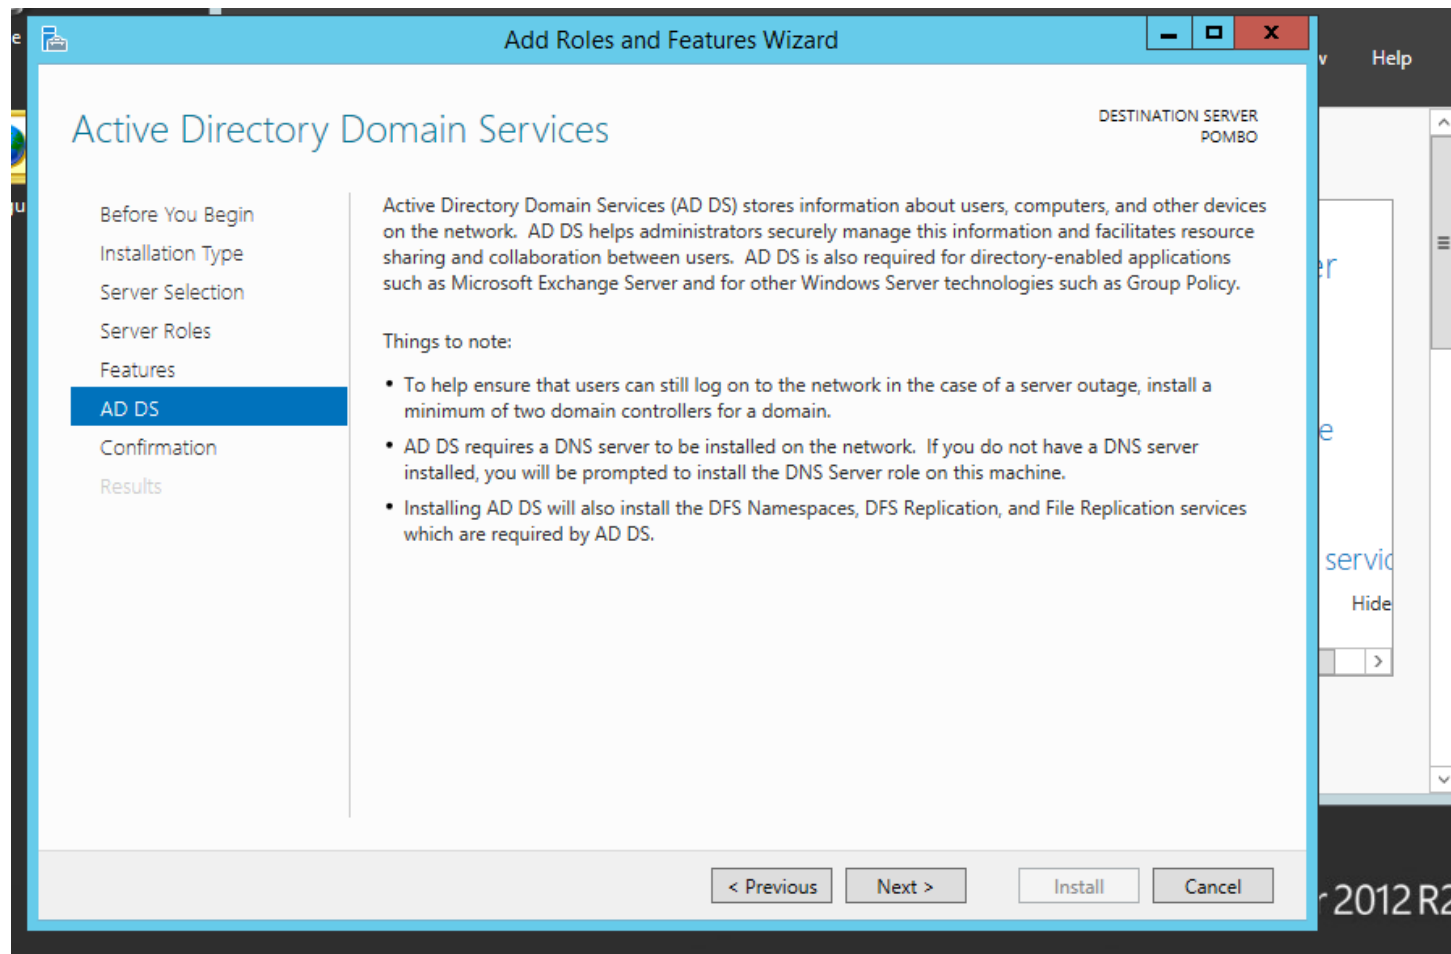 Add Roles and Features Wizard
Help
Active Directory Domain Services
DESTINATION SERVER
POMBO
Before You Begin
Installation Type
Server Selection
Server Roles
Features
AD DS
Confirmation
Results
Active Directory Domain Services (AD DS) stores information about users, computers, and other devices
on the network.  AD DS helps administrators securely manage this information and facilitates resource
sharing and collaboration between users.  AD DS is also required for directory-enabled applications
such as Microsoft Exchange Server and for other Windows Server technologies such as Group Policy.
Things to note:
• To help ensure that users can still log on to the network in the case of a server outage, install a
minimum of two domain controllers for a domain.
• AD DS requires a DNS server to be installed on the network.  If you do not have a DNS server
installed, you will be prompted to install the DNS Server role on this machine.
• Installing AD DS will also install the DFS Namespaces, DFS Replication, and File Replication services
which are required by AD DS.
servic
Hide
< Previous
Next >
Install
Cancel
r 2012 R2